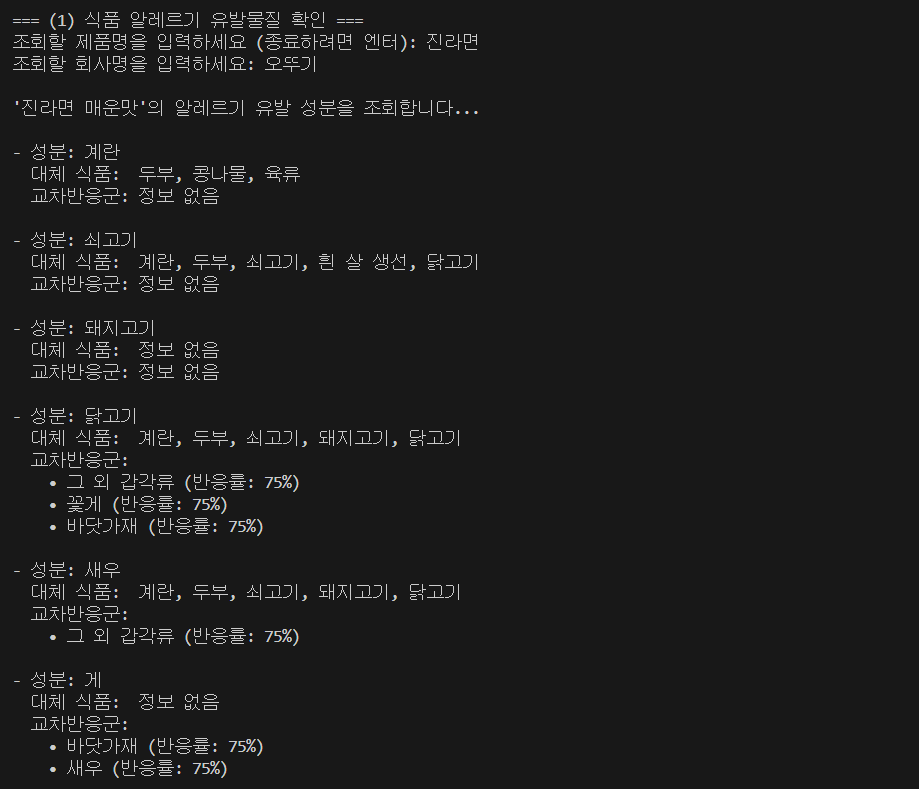 === (1) 식품 알레르기 유발물질 확인 ===
조회할 제품명을 입력하세요 (종료하려면 엔터): 진라면
조회할 회사명을 입력하세요: 오뚜기
'진라면 매운맛'의 알레르기 유발 성분을 조회합니다...
- 성분: 계란
대체 식품: 두부, 콩나물, 육류
교차반응군: 정보 없음
- 성분: 쇠고기
대체 식품: 계란, 두부, 쇠고기, 흰 살 생선, 닭고기
교차반응군: 정보 없음
- 성분: 돼지고기
대체 식품: 정보 없음
교차반응군: 정보 없음
- 성분: 닭고기
대체 식품: 계란, 두부, 쇠고기, 돼지고기, 닭고기
교차반응군:
• 그 외 갑각류 (반응률: 75%)
• 꽃게 (반응률: 75%)
• 바닷가재 (반응률: 75%)
- 성분: 새우
대체 식품: 계란, 두부, 쇠고기, 돼지고기, 닭고기
교차반응군:
• 그 외 갑각류 (반응률: 75%)
- 성분: 게
대체 식품: 정보 없음
교차반응군:
• 바닷가재 (반응률: 75%)
• 새우 (반응률: 75%)